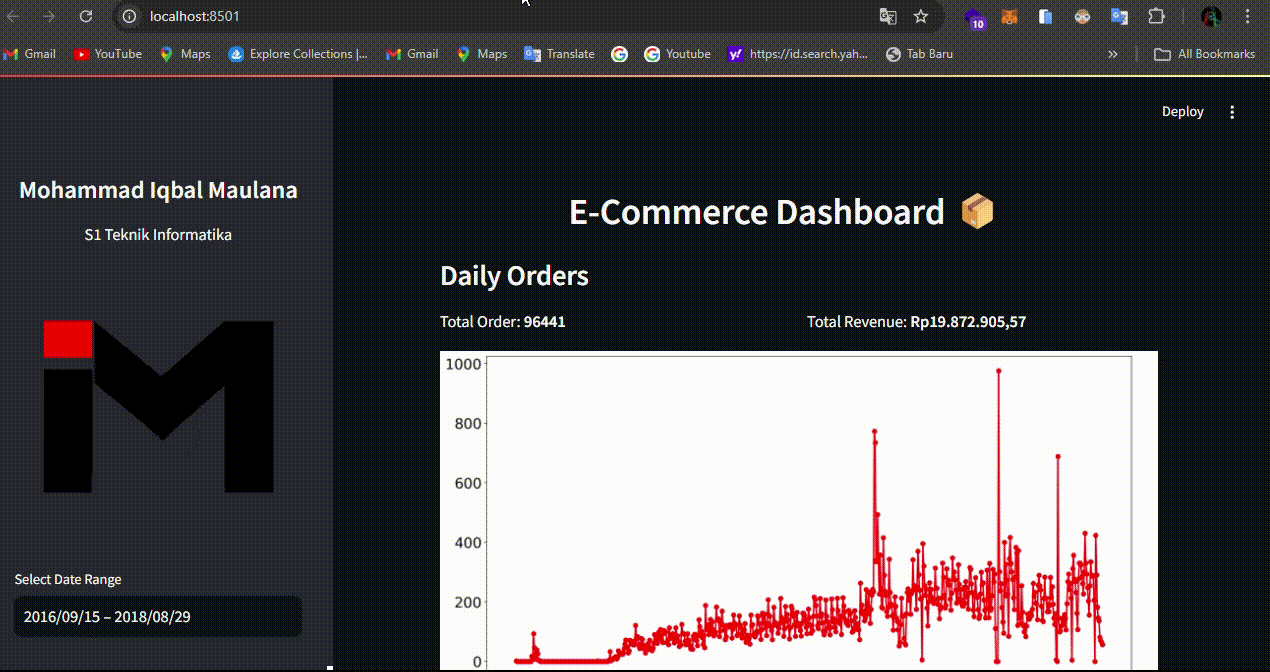 localhost:8501
10
Gmail YouTube Maps Explore Collections |... Gmail Maps Translate Youtube https://id.search.yah... Tab Baru » All Bookmarks
Deploy
Mohammad Iqbal Maulana
S1 Teknik Informatika
iM
Select Date Range
2016/09/15 – 2018/08/29
E-Commerce Dashboard
Daily Orders
Total Order: 96441 Total Revenue: Rp19.872.905,57
1000
800
600
400
200
0